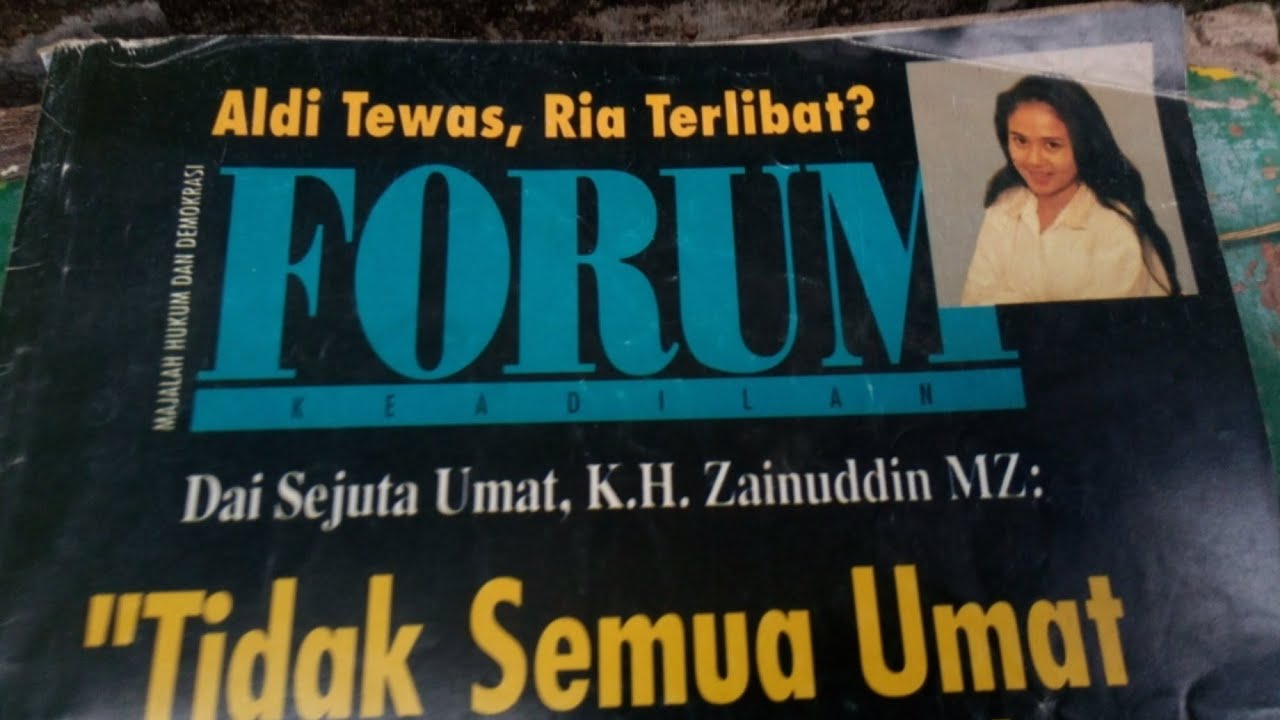 Aldi Tewas, Ria Terlibat?
MAJALAH HUKUM DAN DEMOKRASI
FORUM
KEADILAN
Dai Sejuta Umat, K.H. Zainuddin MZ:
"Tidak Semua Umat